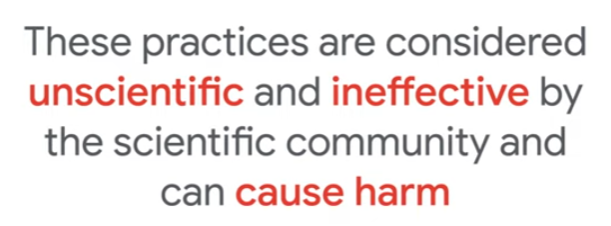 These practices are considered
unscientific and ineffective by
the scientific community and
can cause harm